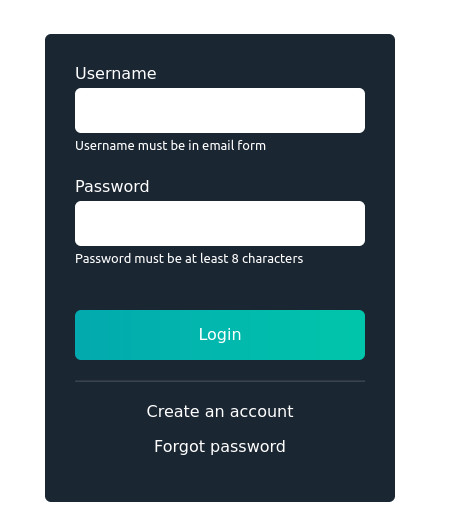 Username
Username must be in email form
Password
Password must be at least 8 characters
Login
Create an account
Forgot password